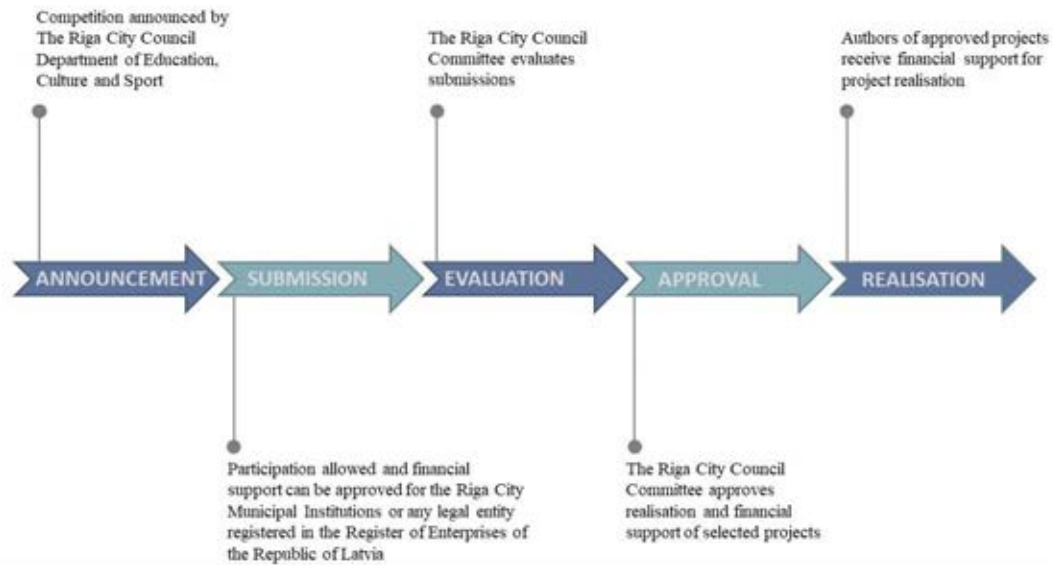 Competition announced by
The Riga City Council
Department of Education,
Culture and Sport
The Riga City Council
Committee evaluates
submissions
Authors of approved projects
receive financial support for
project realisation
ANNOUNCEMENT
SUBMISSION
EVALUATION
APPROVAL
REALISATION
Participation allowed and financial
support can be approved for the Riga City
Municipal Institutions or any legal entity
registered in the Register of Enterprises of
the Republic of Latvia
The Riga City Council
Committee approves
realisation and financial
support of selected projects